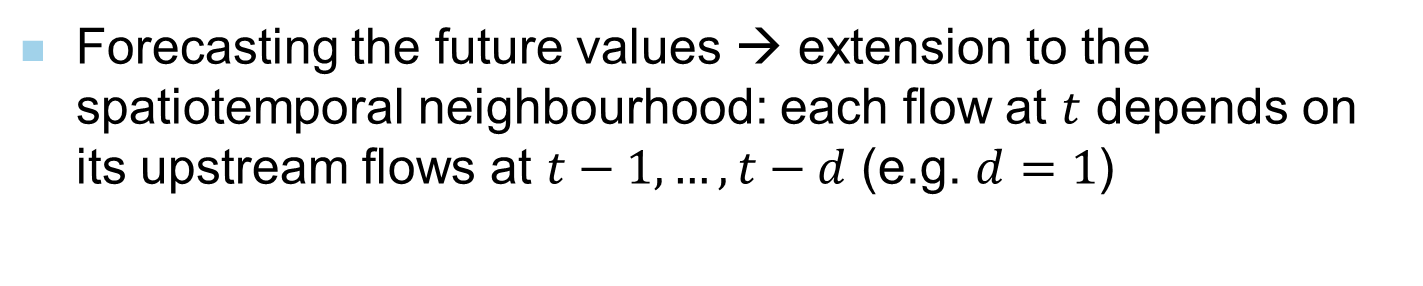 Forecasting the future values → extension to the
spatiotemporal neighbourhood: each flow at t depends on
its upstream flows at t − 1, … , t − d (e.g. d = 1)